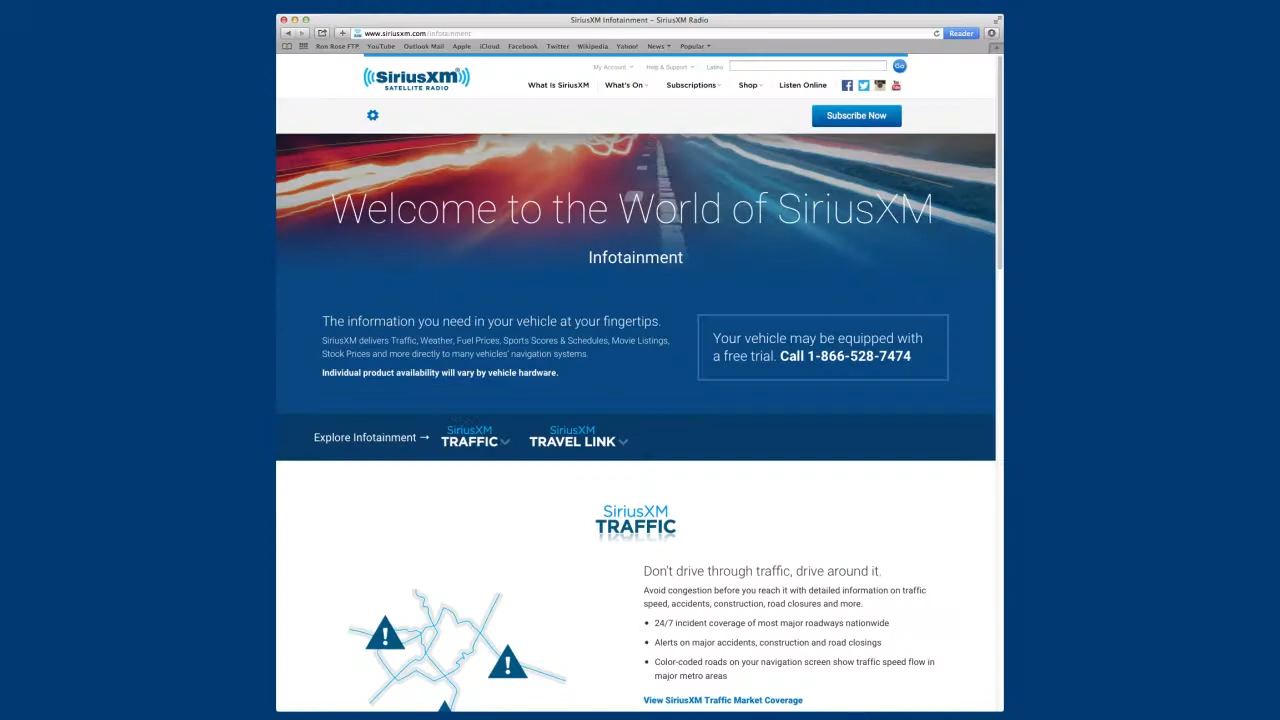 SiriusXM Infotainment – SiriusXM Radio
www.siriusxm.com/infotainment
Reader
Ron Rose FTP YouTube Outlook Mail Apple iCloud Facebook Twitter Wikipedia Yahoo! News Popular
My Account Help & Support Latino
Go
SiriusXM
SATELLITE RADIO
What Is SiriusXM What's On Subscriptions Shop Listen Online
Subscribe Now
Welcome to the World of SiriusXM
Infotainment
The information you need in your vehicle at your fingertips.
SiriusXM delivers Traffic, Weather, Fuel Prices, Sports Scores & Schedules, Movie Listings,
Stock Prices and more directly to many vehicles' navigation systems.
Individual product availability will vary by vehicle hardware.
Your vehicle may be equipped with
a free trial. Call 1-866-528-7474
Explore Infotainment →
SiriusXM
TRAFFIC
SiriusXM
TRAVEL LINK
SiriusXM
TRAFFIC
Don't drive through traffic, drive around it.
Avoid congestion before you reach it with detailed information on traffic
speed, accidents, construction, road closures and more.
• 24/7 incident coverage of most major roadways nationwide
• Alerts on major accidents, construction and road closings
• Color-coded roads on your navigation screen show traffic speed flow in
major metro areas
View SiriusXM Traffic Market Coverage